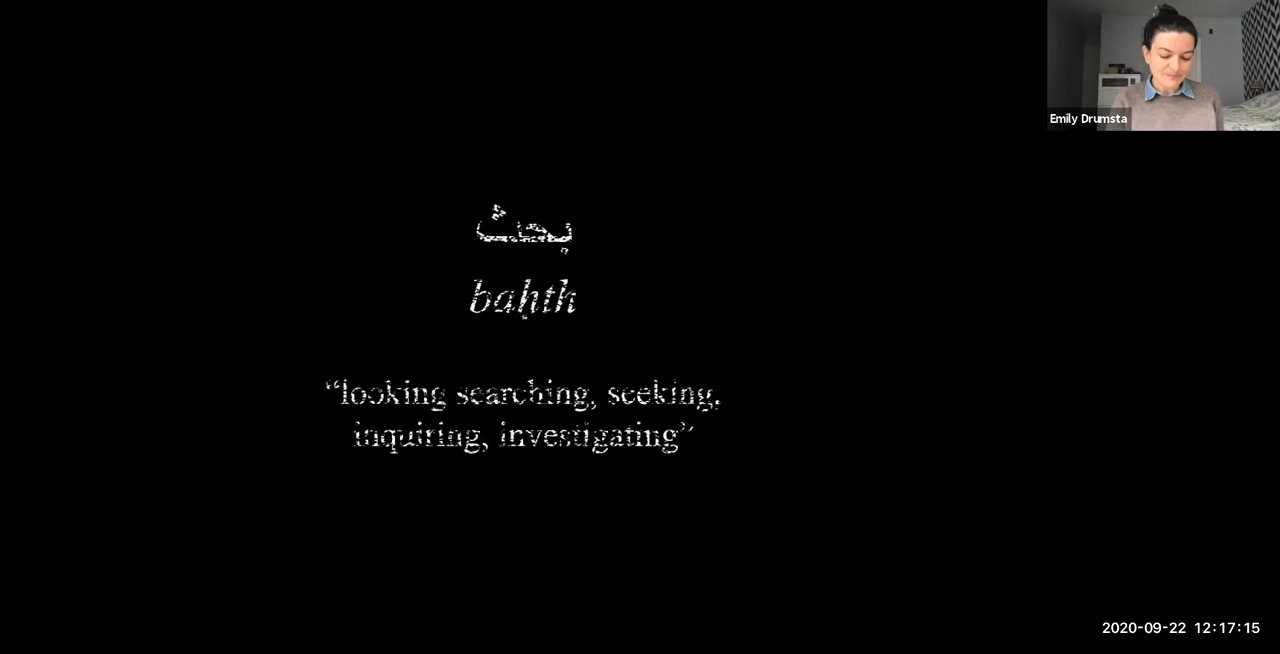 بحث
baḥth
“looking searching, seeking,
inquiring, investigating”
Emily Drumsta
2020-09-22 12:17:15